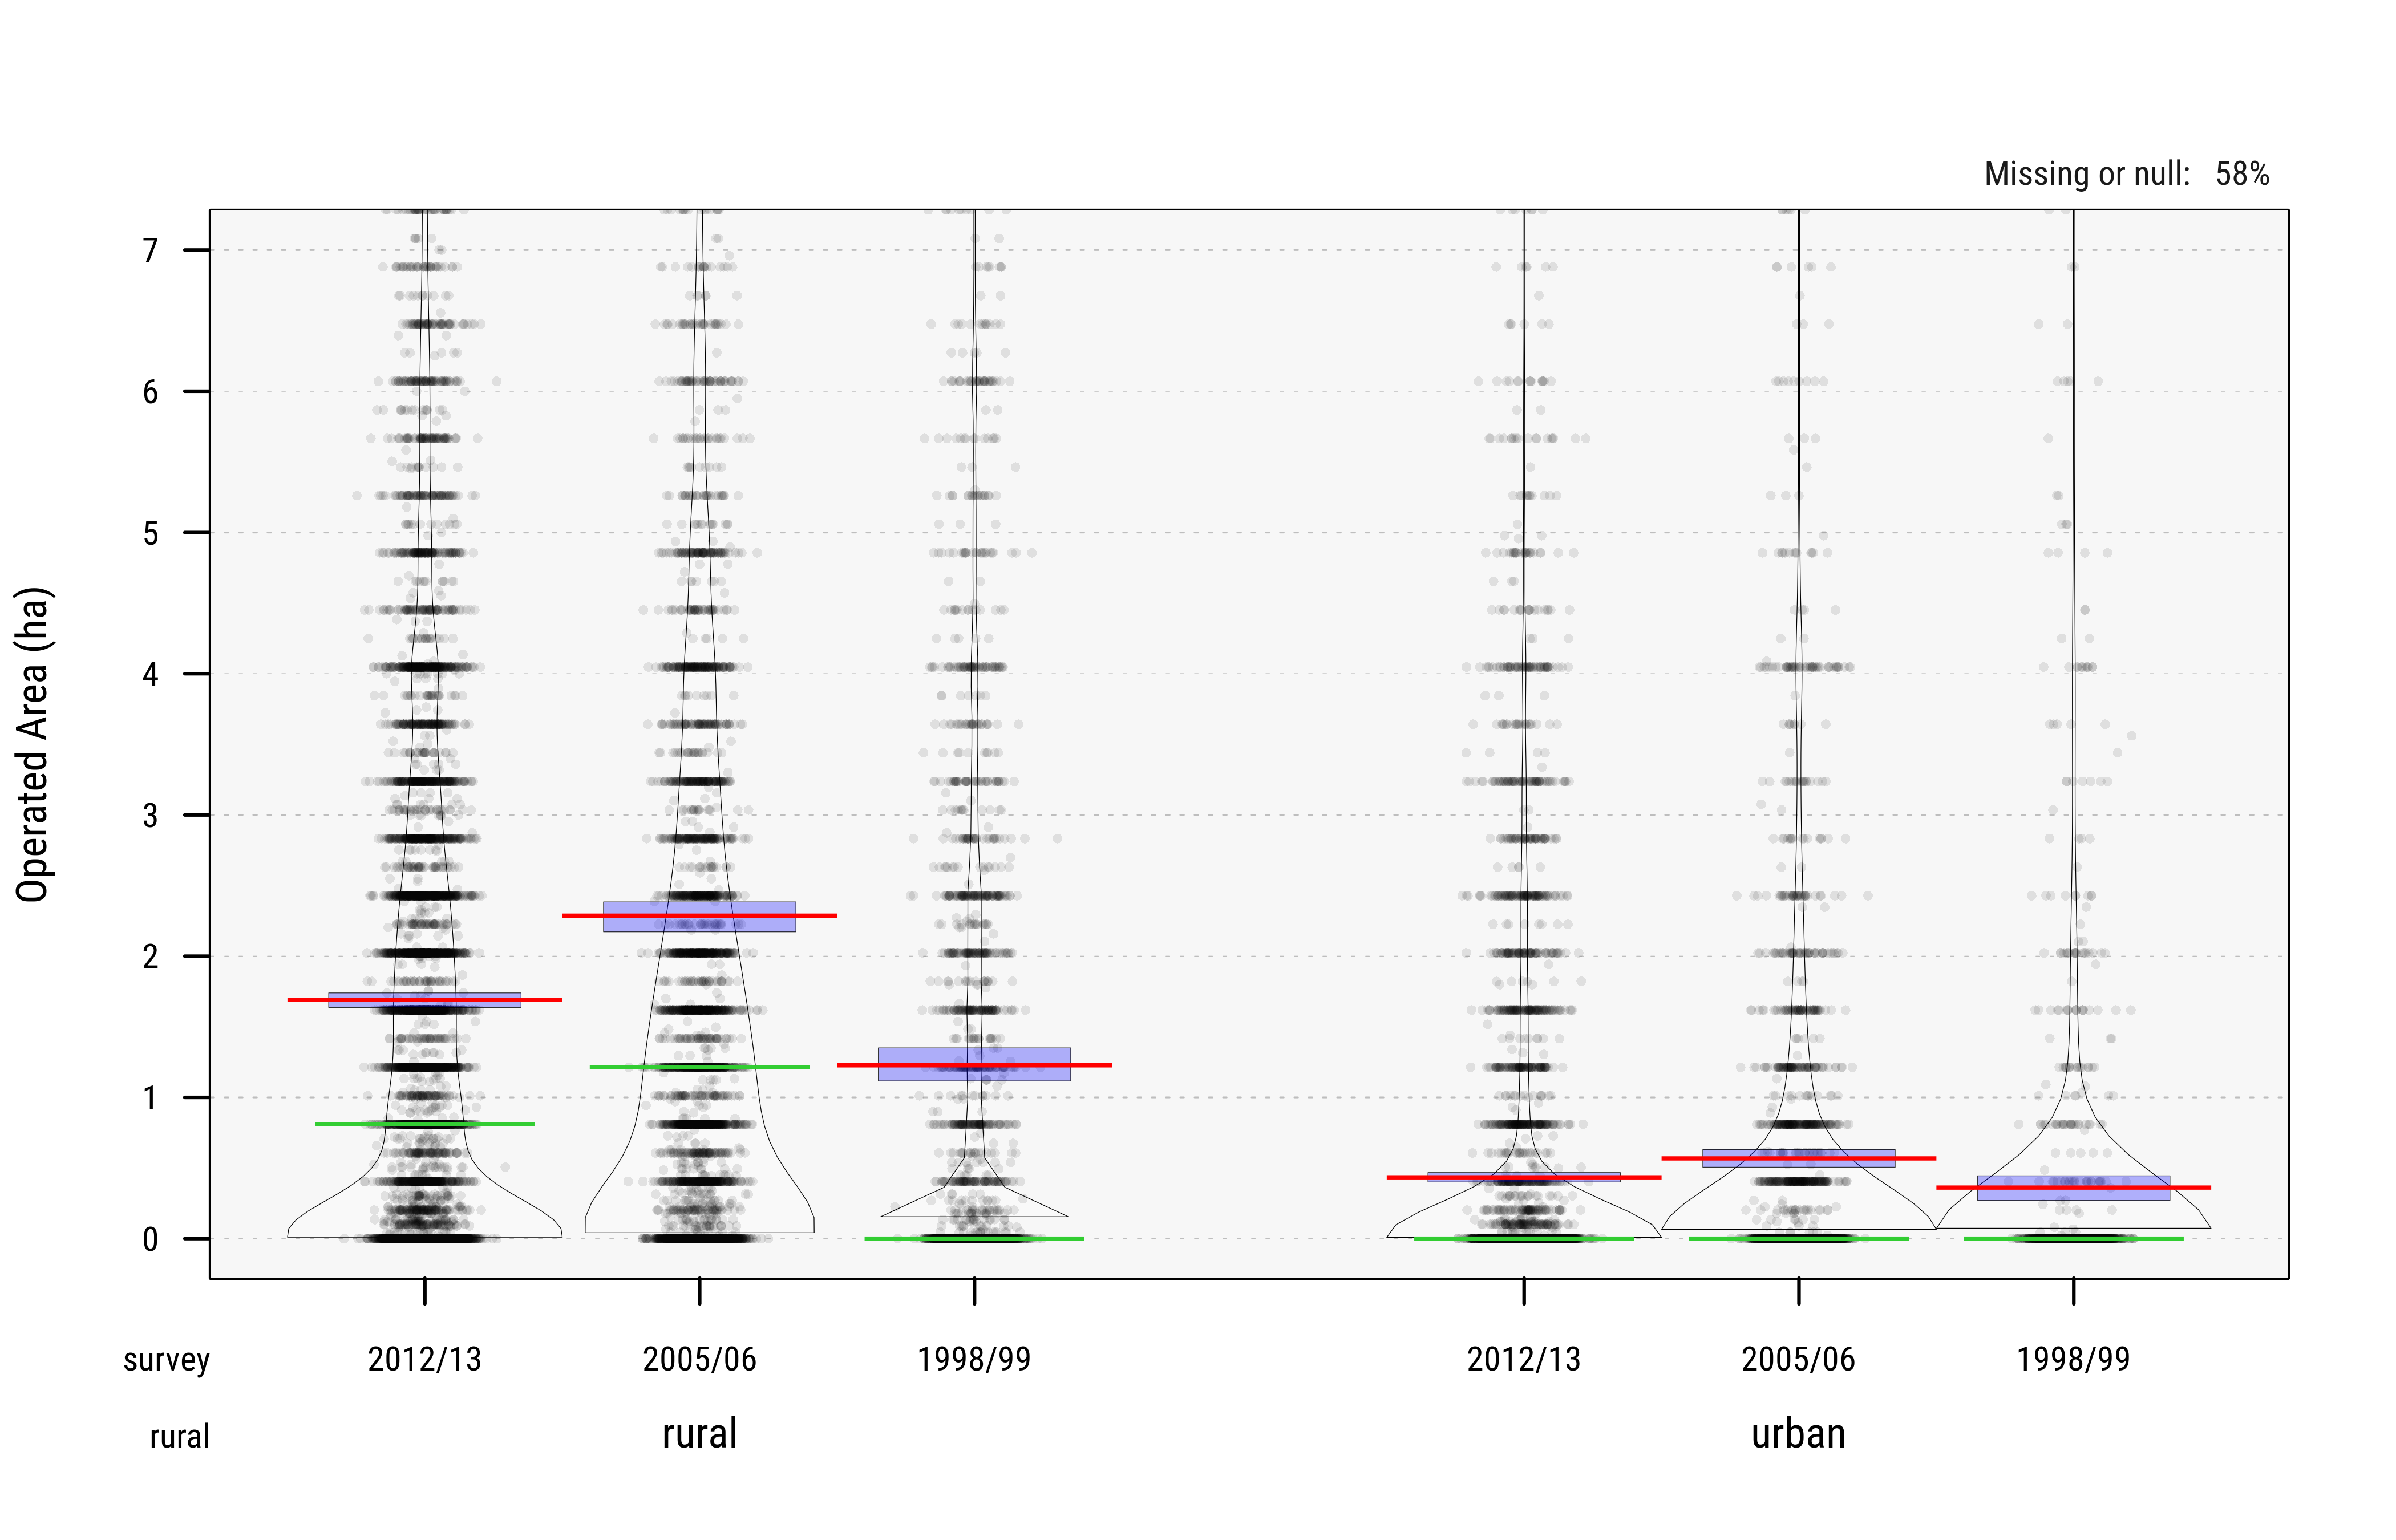 Missing or null: 58%
Operated Area (ha)
7
6
5
4
3
2
1
0
survey 2012/13 2005/06 1998/99 2012/13 2005/06 1998/99
rural rural urban